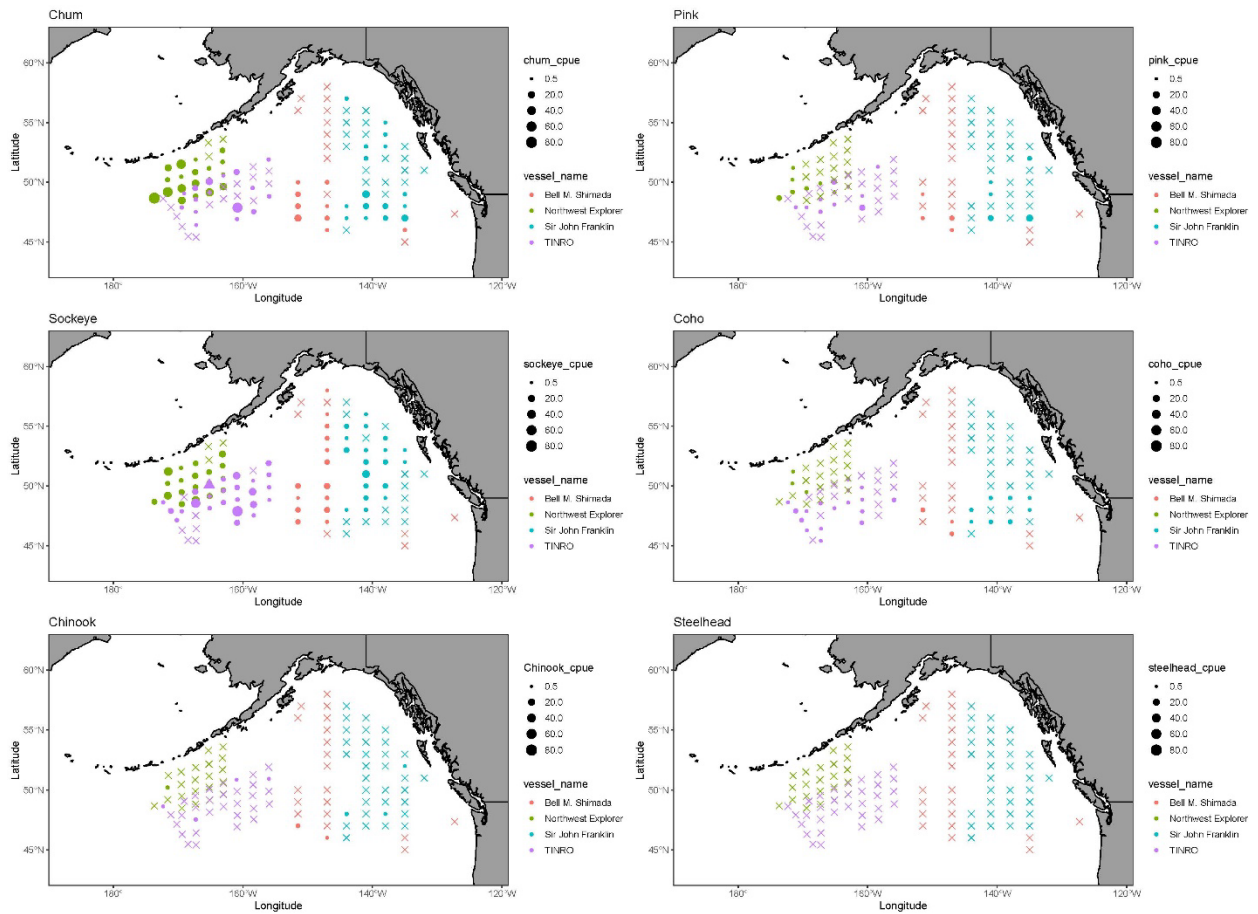 Chum
60°N
55°N
50°N
45°N
Latitude
180°
160°W
140°W
120°W
Longitude
chum_cpue
0.5
20.0
40.0
60.0
80.0
vessel_name
Bell M. Shimada
Northwest Explorer
Sir John Franklin
TINRO
Pink
60°N
55°N
50°N
45°N
Latitude
180°
160°W
140°W
120°W
Longitude
pink_cpue
0.5
20.0
40.0
60.0
80.0
vessel_name
Bell M. Shimada
Northwest Explorer
Sir John Franklin
TINRO
Sockeye
60°N
55°N
50°N
45°N
Latitude
180°
160°W
140°W
120°W
Longitude
sockeye_cpue
0.5
20.0
40.0
60.0
80.0
vessel_name
Bell M. Shimada
Northwest Explorer
Sir John Franklin
TINRO
Coho
60°N
55°N
50°N
45°N
Latitude
180°
160°W
140°W
120°W
Longitude
coho_cpue
0.5
20.0
40.0
60.0
80.0
vessel_name
Bell M. Shimada
Northwest Explorer
Sir John Franklin
TINRO
Chinook
60°N
55°N
50°N
45°N
Latitude
180°
160°W
140°W
120°W
Longitude
Chinook_cpue
0.5
20.0
40.0
60.0
80.0
vessel_name
Bell M. Shimada
Northwest Explorer
Sir John Franklin
TINRO
Steelhead
60°N
55°N
50°N
45°N
Latitude
180°
160°W
140°W
120°W
Longitude
steelhead_cpue
0.5
20.0
40.0
60.0
80.0
vessel_name
Bell M. Shimada
Northwest Explorer
Sir John Franklin
TINRO